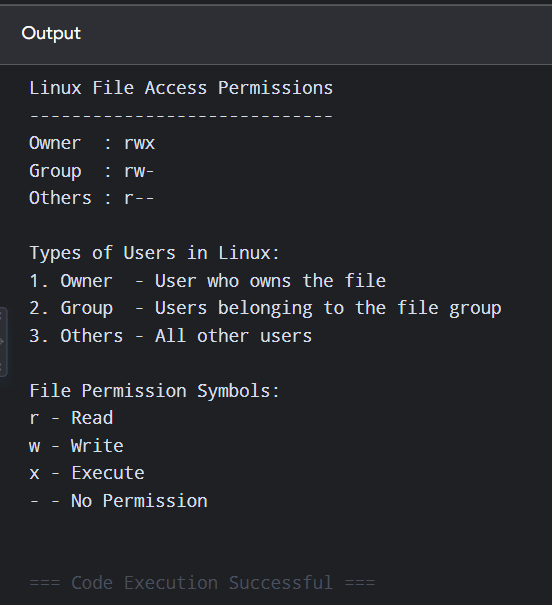 Output
Linux File Access Permissions
-----------------------------
Owner  : rwx
Group  : rw-
Others : r--
Types of Users in Linux:
1. Owner  - User who owns the file
2. Group  - Users belonging to the file group
3. Others - All other users
File Permission Symbols:
r - Read
w - Write
x - Execute
- - No Permission
=== Code Execution Successful ===